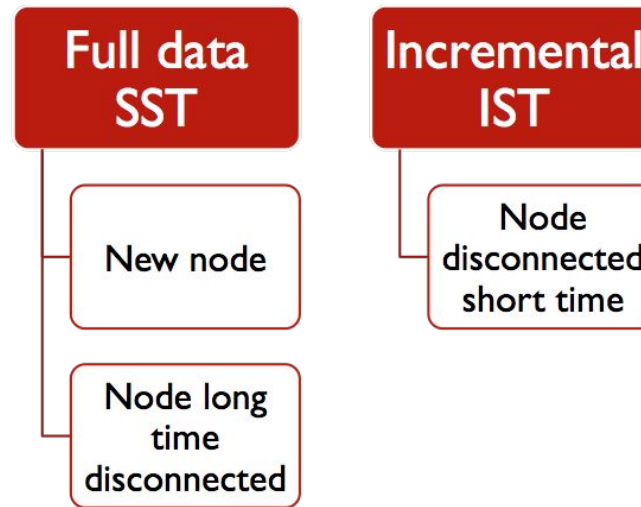 Full data
SST
New node
Node long
time
disconnected
Incremental
IST
Node
disconnected
short time